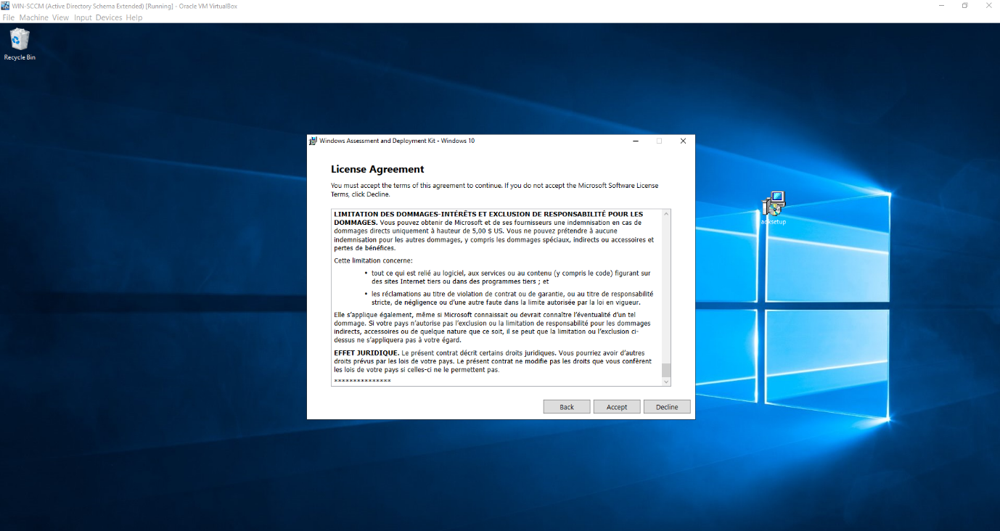 WIN-SCCM (Active Directory Schema Extended) [Running] - Oracle VM VirtualBox
File Machine View Input Devices Help
Recycle Bin
Windows Assessment and Deployment Kit - Windows 10
License Agreement
You must accept the terms of this agreement to continue. If you do not accept the Microsoft Software License
Terms, click Decline.
adksetup
LIMITATION DES DOMMAGES-INTÉRÊTS ET EXCLUSION DE RESPONSABILITÉ POUR LES
DOMMAGES. Vous pouvez obtenir de Microsoft et de ses fournisseurs une indemnisation en cas de
dommages directs uniquement à hauteur de 5,00 $ US. Vous ne pouvez prétendre à aucune
indemnisation pour les autres dommages, y compris les dommages spéciaux, indirects ou accessoires et
pertes de bénéfices.
Cette limitation concerne:
• tout ce qui est relié au logiciel, aux services ou au contenu (y compris le code) figurant sur
des sites Internet tiers ou dans des programmes tiers ; et
• les réclamations au titre de violation de contrat ou de garantie, ou au titre de responsabilité
stricte, de négligence ou d'une autre faute dans la limite autorisée par la loi en vigueur.
Elle s'applique également, même si Microsoft connaissait ou devrait connaître l'éventualité d'un tel
dommage. Si votre pays n'autorise pas l'exclusion ou la limitation de responsabilité pour les dommages
indirects, accessoires ou de quelque nature que ce soit, il se peut que la limitation ou l'exclusion ci-
dessus ne s'appliquera pas à votre égard.
EFFET JURIDIQUE. Le présent contrat décrit certains droits juridiques. Vous pourriez avoir d'autres
droits prévus par les lois de votre pays. Le présent contrat ne modifie pas les droits que vous confèrent
les lois de votre pays si celles-ci ne le permettent pas.
***************
Back Accept Decline